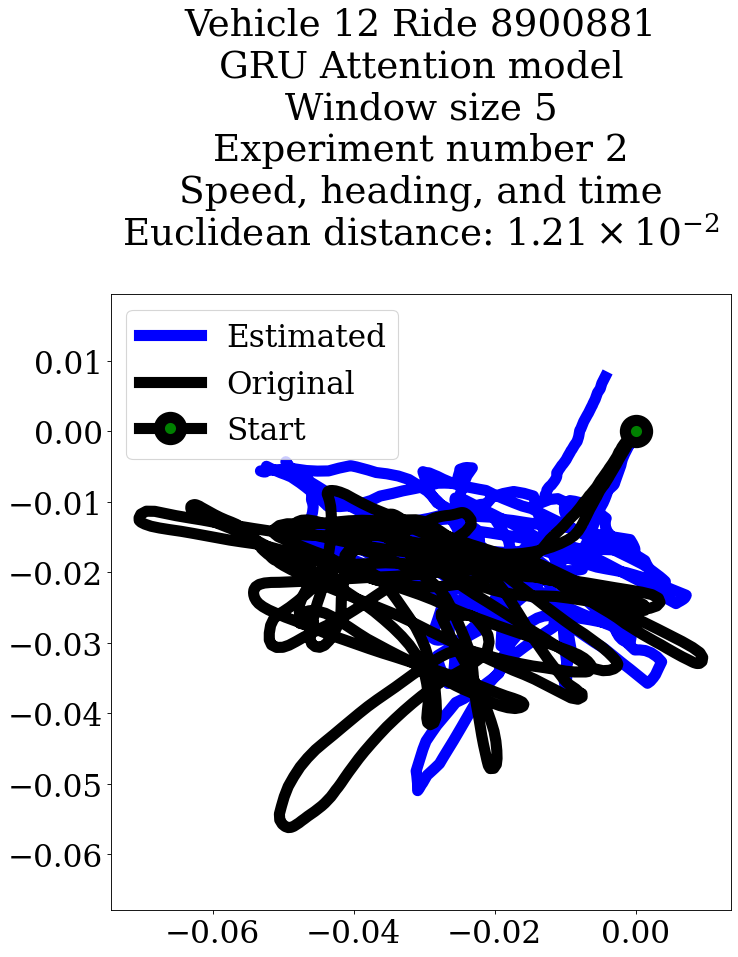 Vehicle 12 Ride 8900881
GRU Attention model
Window size 5
Experiment number 2
Speed, heading, and time
Euclidean distance: 1.21 × 10⁻²
Estimated
Original
Start
0.01
0.00
−0.01
−0.02
−0.03
−0.04
−0.05
−0.06
−0.06 −0.04 −0.02 0.00